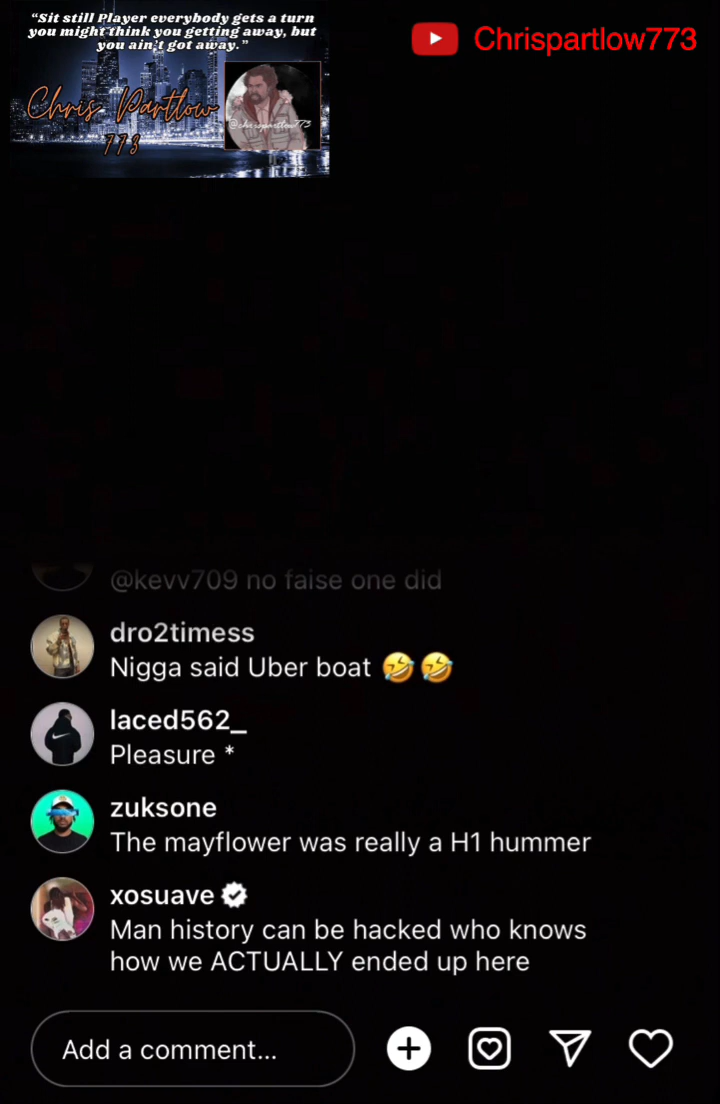 “Sit still Player everybody gets a turn
you might think you getting away, but
you ain't got away.”
Chrispartlow773
Chris Partlow
@chrispartlow773
773
@kevv709 no faise one did
dro2timess
Nigga said Uber boat 🤣🤣
laced562_
Pleasure *
zuksone
The mayflower was really a H1 hummer
xosuave
Man history can be hacked who knows
how we ACTUALLY ended up here
Add a comment...